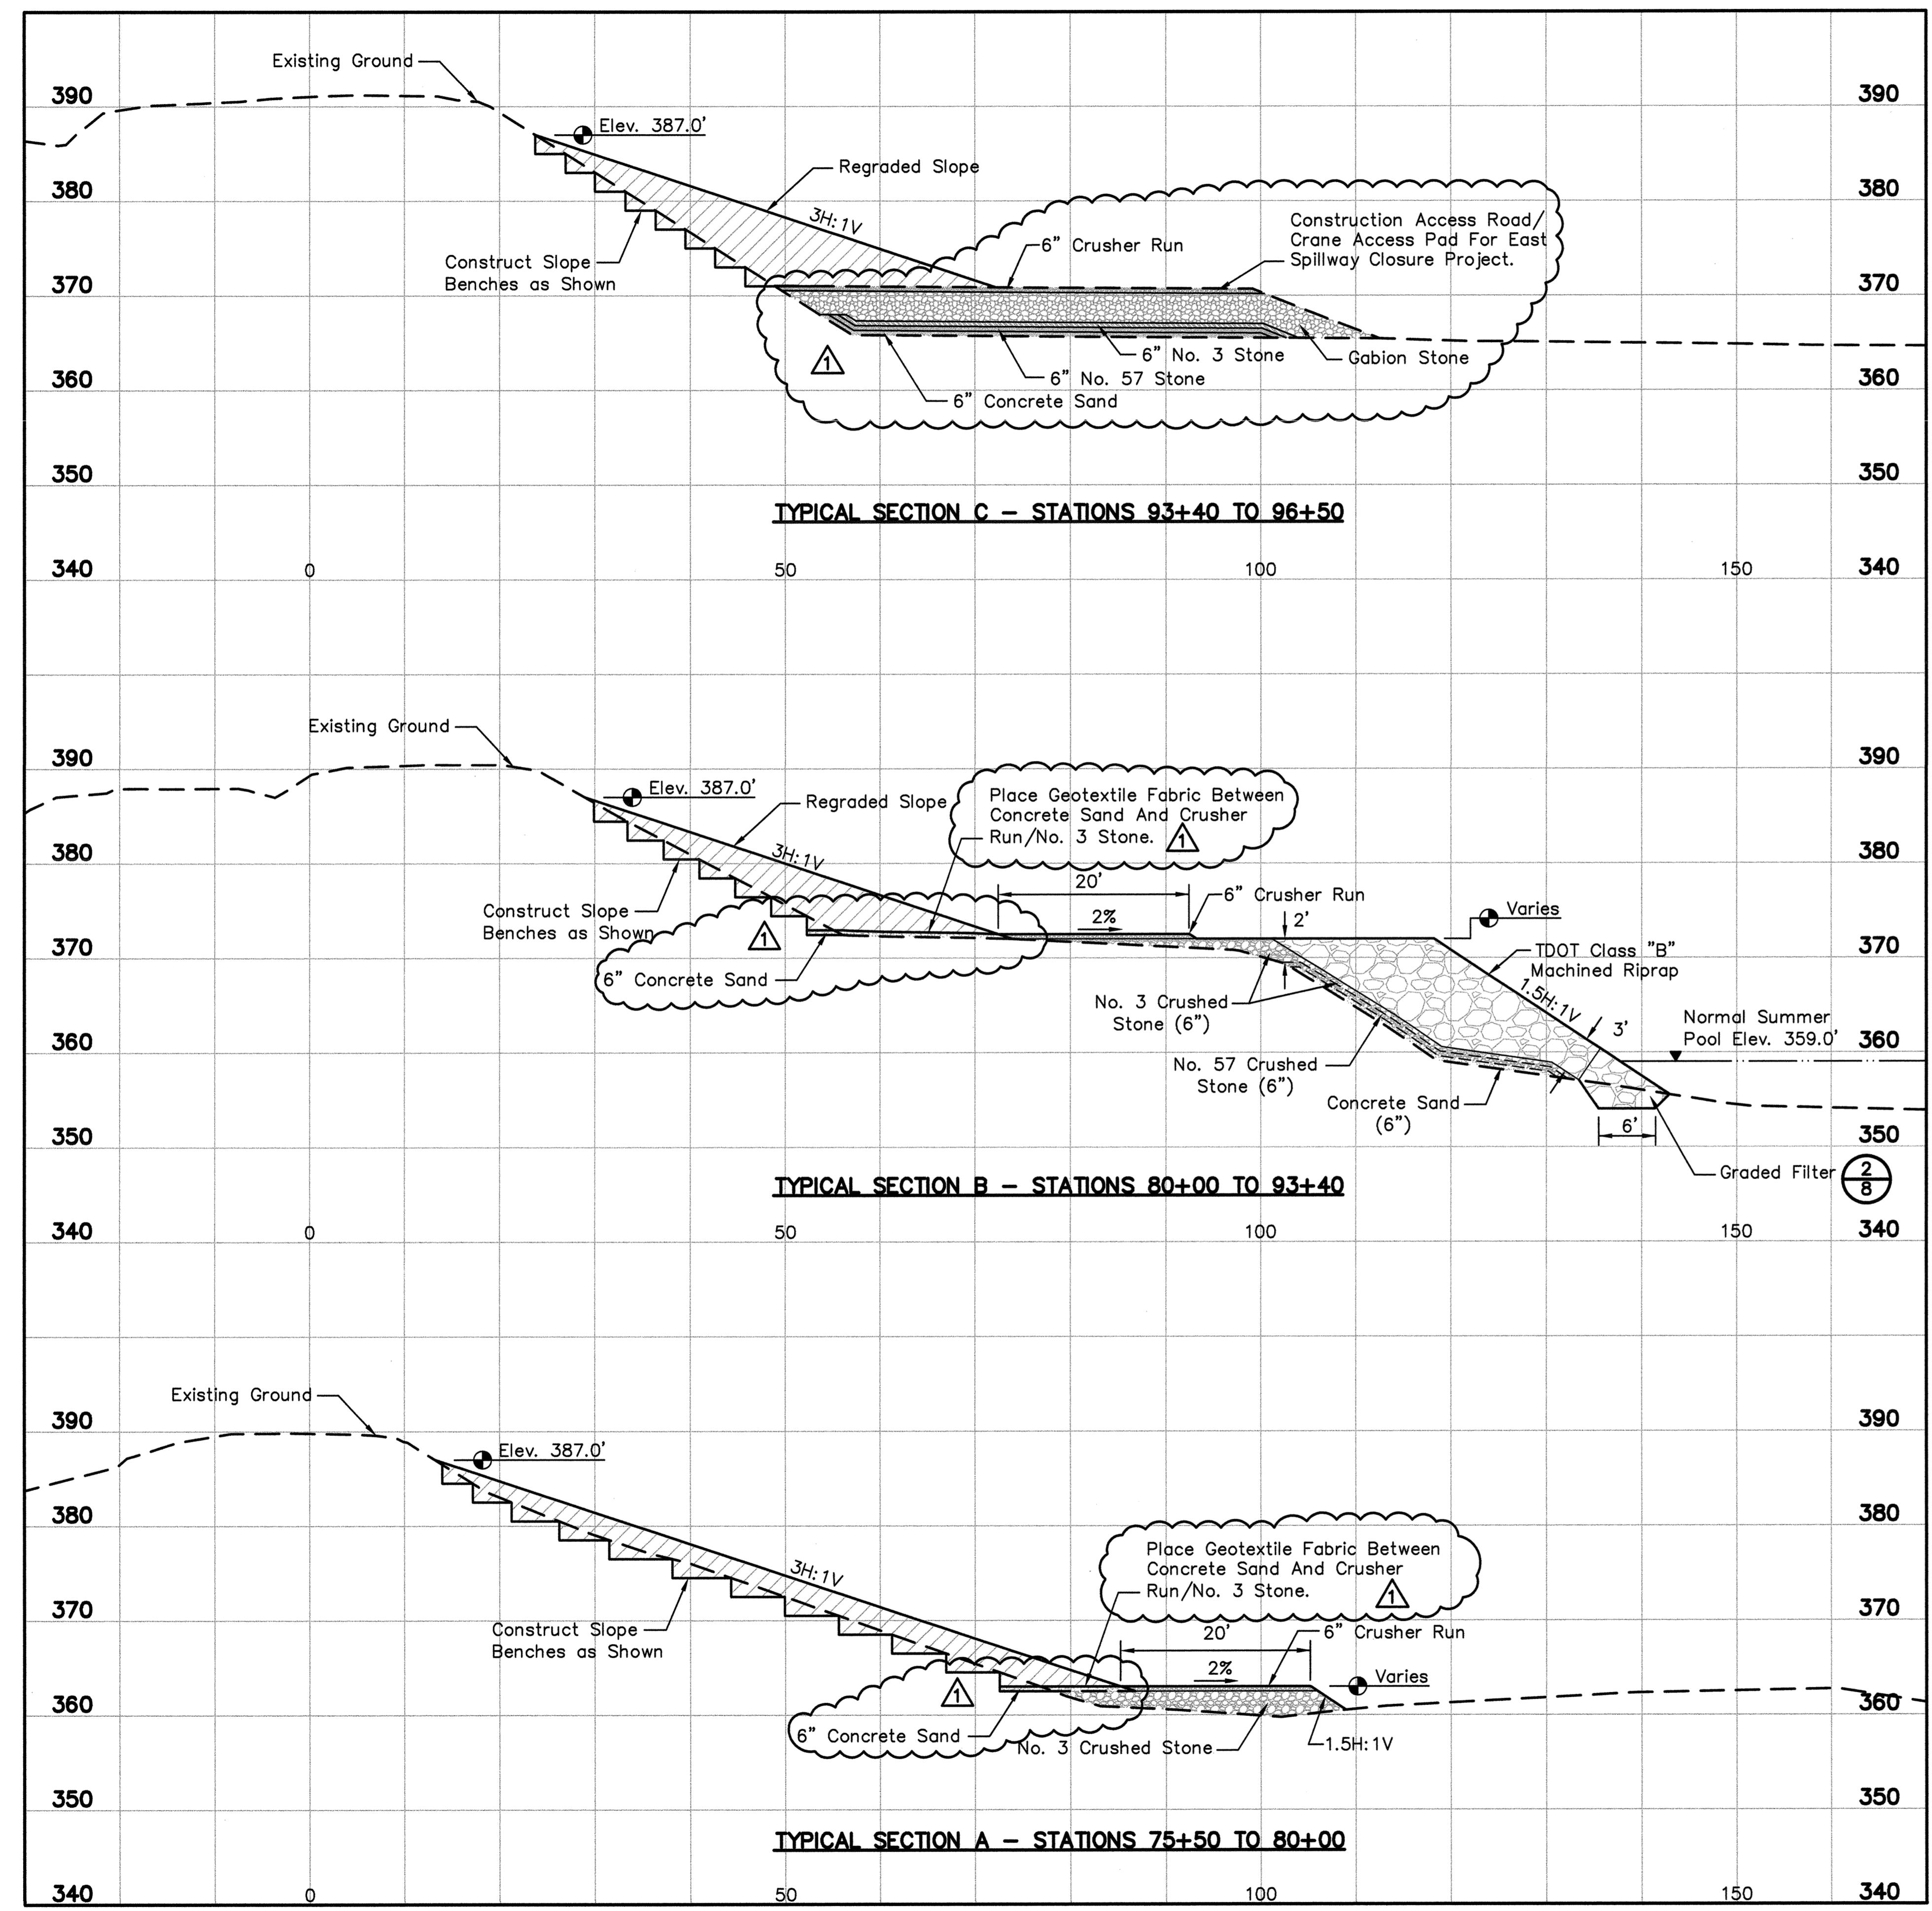 Existing Ground
390
390
Elev. 387.0'
Regraded Slope
380
380
3H:1V
Construction Access Road/
Crane Access Pad For East
Spillway Closure Project.
6" Crusher Run
Construct Slope
Benches as Shown
370
370
6" No. 3 Stone
Gabion Stone
1
6" No. 57 Stone
360
360
6" Concrete Sand
350
350
TYPICAL SECTION C - STATIONS 93+40 TO 96+50
340
0
50
100
150
340
Existing Ground
390
390
Elev. 387.0'
Regraded Slope
Place Geotextile Fabric Between
Concrete Sand And Crusher
Run/No. 3 Stone.
1
380
380
3H:1V
20'
6" Crusher Run
Construct Slope
Benches as Shown
2%
2'
Varies
1
370
370
TDOT Class "B"
Machined Riprap
6" Concrete Sand
1.5H:1V
No. 3 Crushed
Stone (6")
3'
Normal Summer
Pool Elev. 359.0'
360
360
No. 57 Crushed
Stone (6")
Concrete Sand
(6")
350
6'
350
Graded Filter
2
8
TYPICAL SECTION B - STATIONS 80+00 TO 93+40
340
0
50
100
150
340
Existing Ground
390
390
Elev. 387.0'
380
380
Place Geotextile Fabric Between
Concrete Sand And Crusher
Run/No. 3 Stone.
1
3H:1V
370
370
Construct Slope
Benches as Shown
20'
6" Crusher Run
2%
Varies
1
360
360
6" Concrete Sand
No. 3 Crushed Stone
1.5H:1V
350
350
TYPICAL SECTION A - STATIONS 75+50 TO 80+00
340
0
50
100
150
340